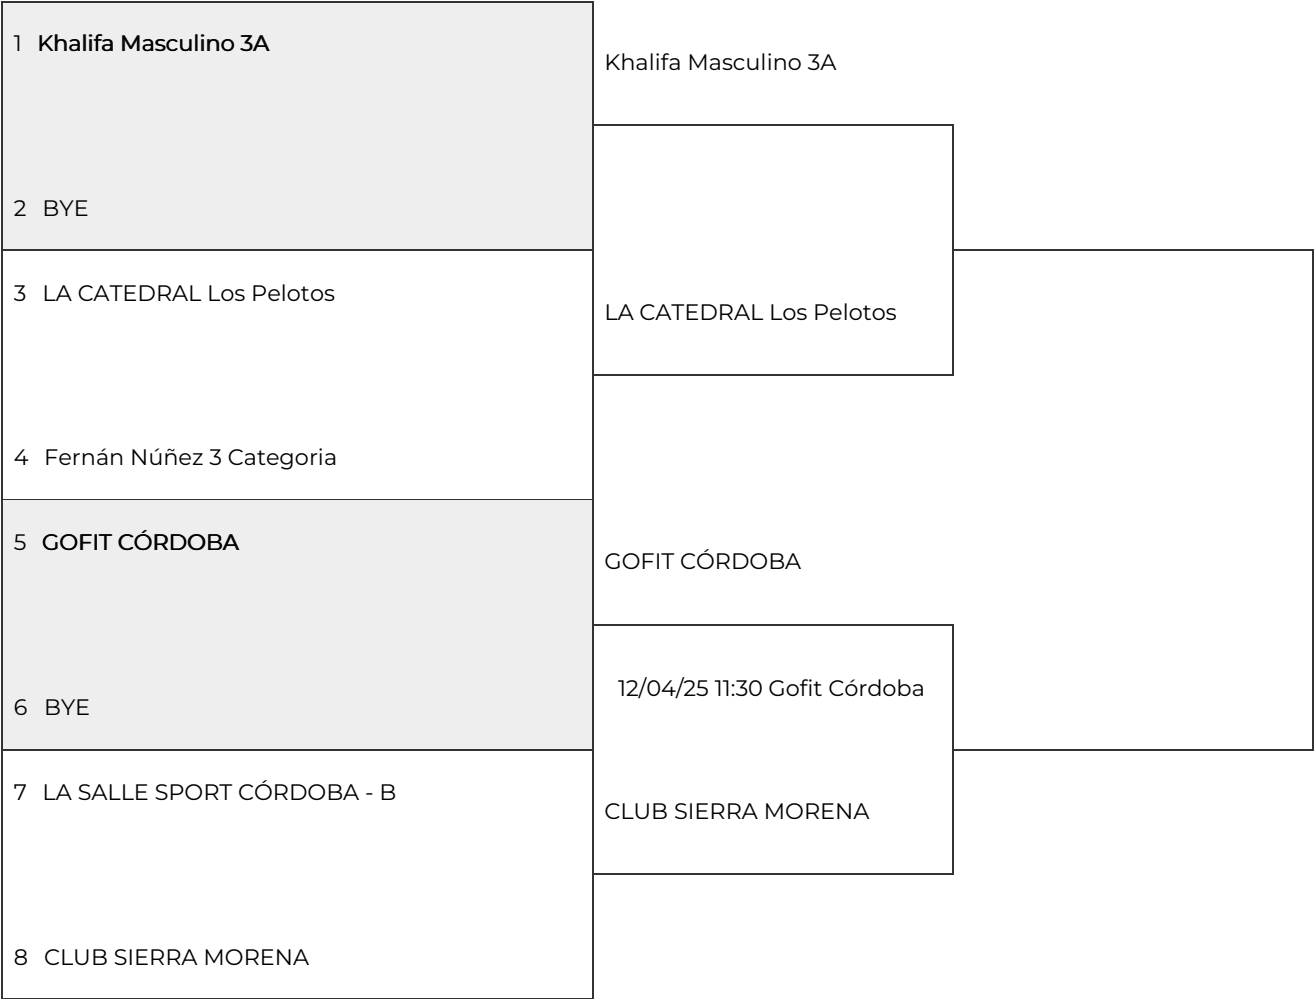 1 Khalifa Masculino 3A
2 BYE
3 LA CATEDRAL Los Pelotos
4 Fernán Núñez 3 Categoria
5 GOFIT CÓRDOBA
6 BYE
7 LA SALLE SPORT CÓRDOBA - B
8 CLUB SIERRA MORENA
Khalifa Masculino 3A
LA CATEDRAL Los Pelotos
GOFIT CÓRDOBA
12/04/25 11:30 Gofit Córdoba
CLUB SIERRA MORENA